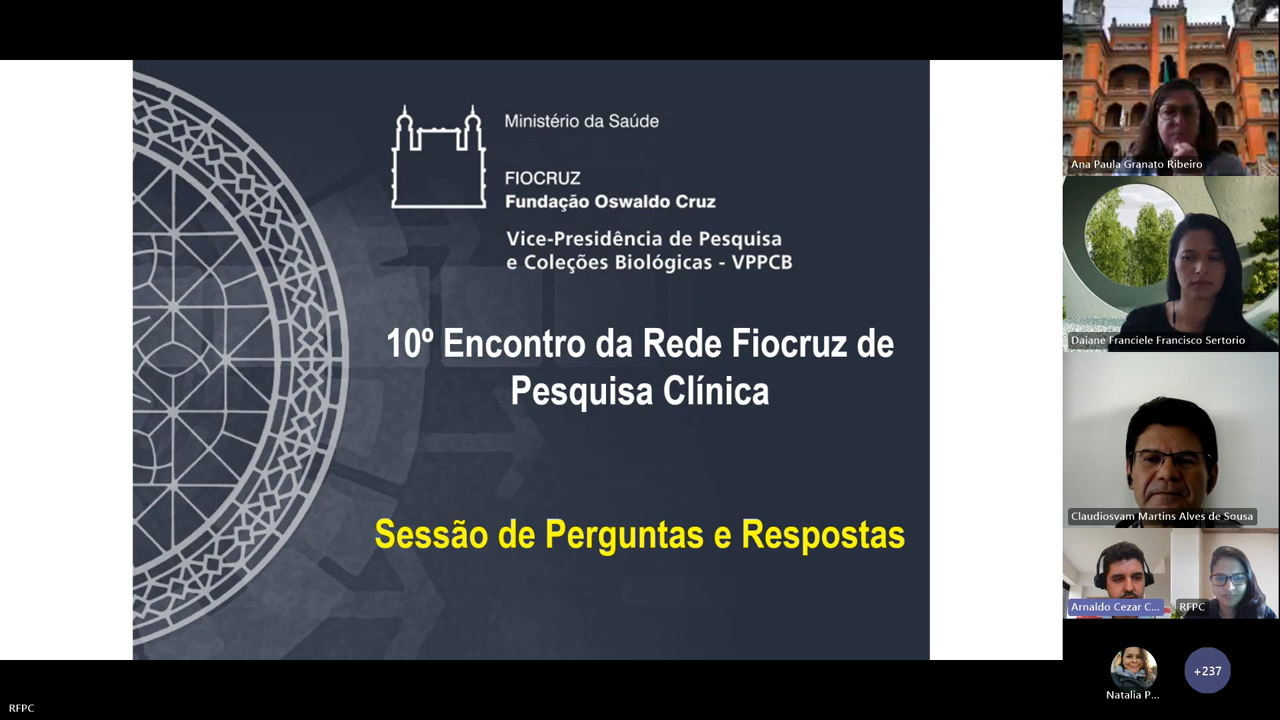 Ministério da Saúde
FIOCRUZ
Fundação Oswaldo Cruz
Vice-Presidência de Pesquisa
e Coleções Biológicas - VPPCB
10º Encontro da Rede Fiocruz de
Pesquisa Clínica
Sessão de Perguntas e Respostas
Ana Paula Granato Ribeiro
Daiane Franciele Francisco Sertorio
Claudiosvam Martins Alves de Sousa
Arnaldo Cezar C...
RFPC
Natalía P...
+237
RFPC